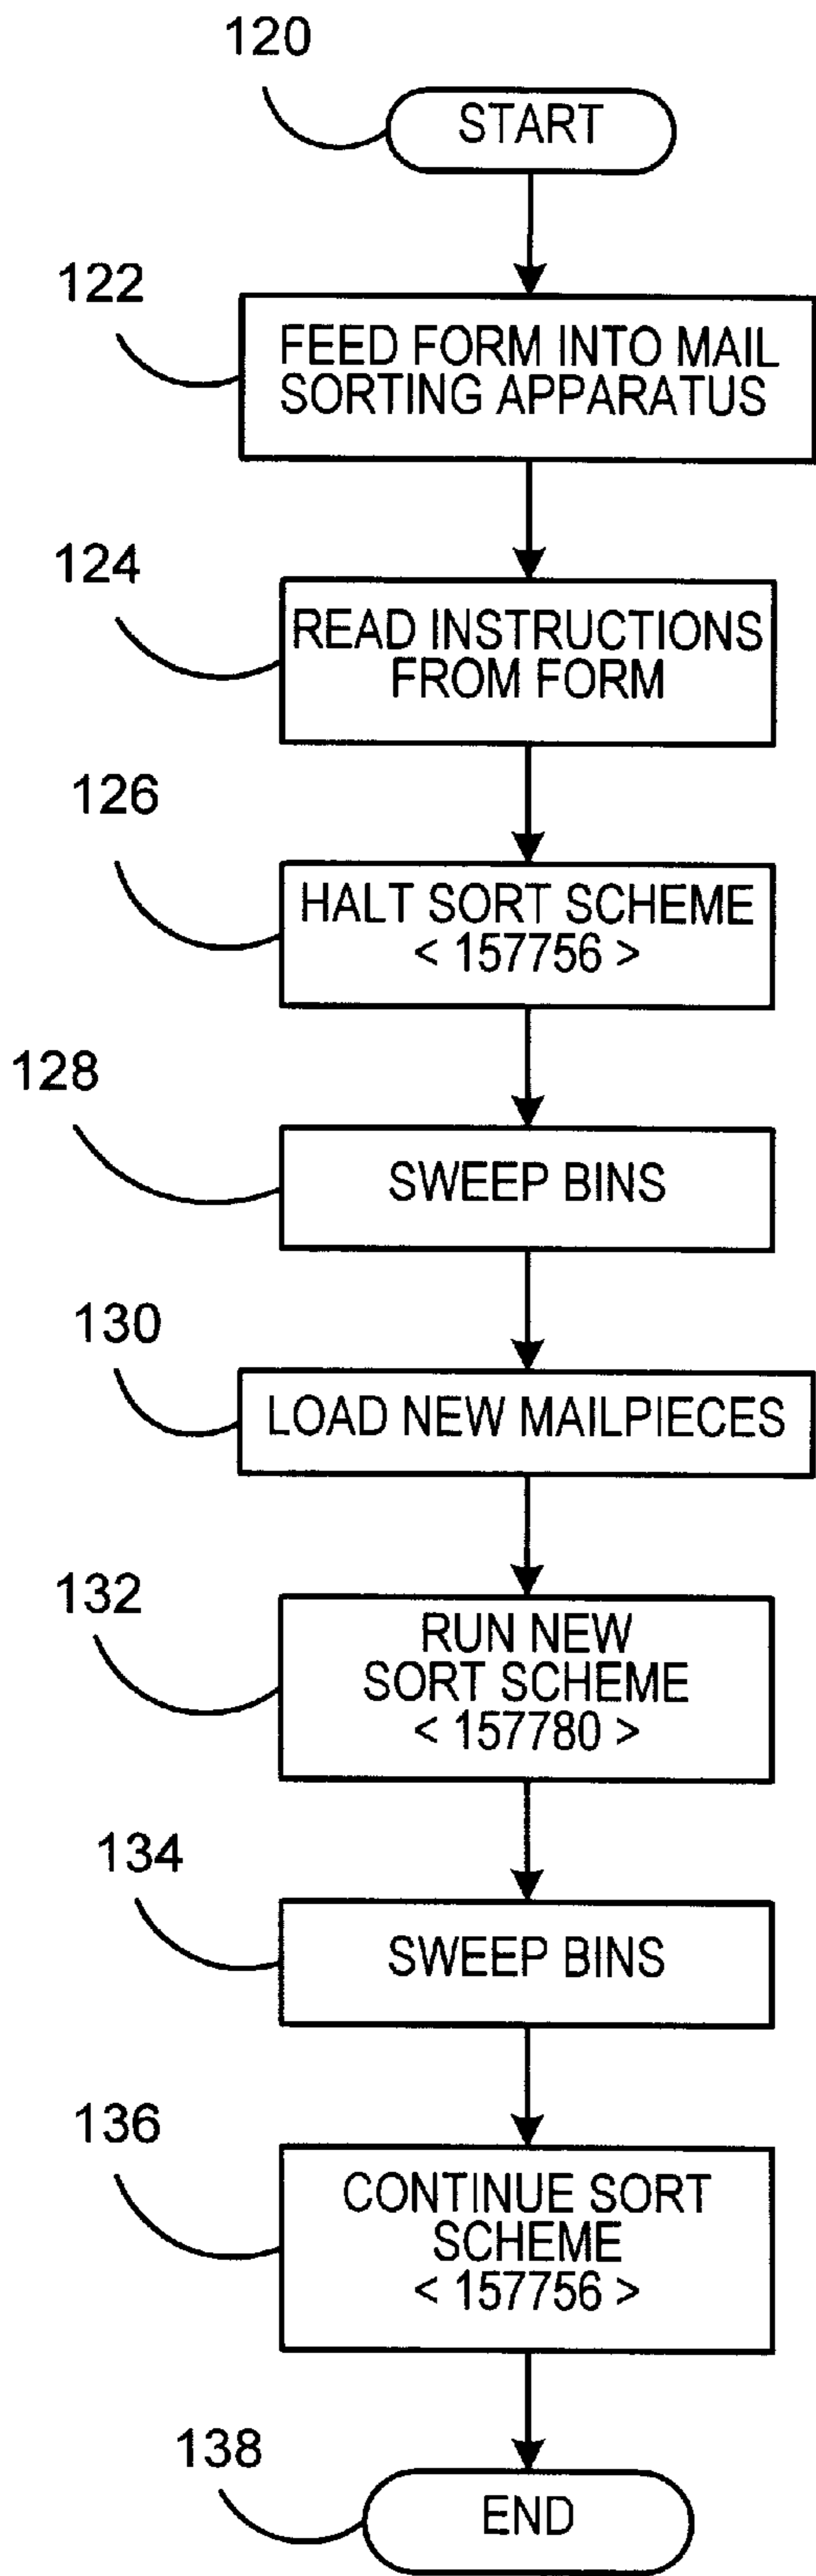 120
START
122
FEED FORM INTO MAIL
SORTING APPARATUS
124
READ INSTRUCTIONS
FROM FORM
126
HALT SORT SCHEME
< 157756 >
128
SWEEP BINS
130
LOAD NEW MAILPIECES
132
RUN NEW
SORT SCHEME
< 157780 >
134
SWEEP BINS
136
CONTINUE SORT
SCHEME
< 157756 >
138
END